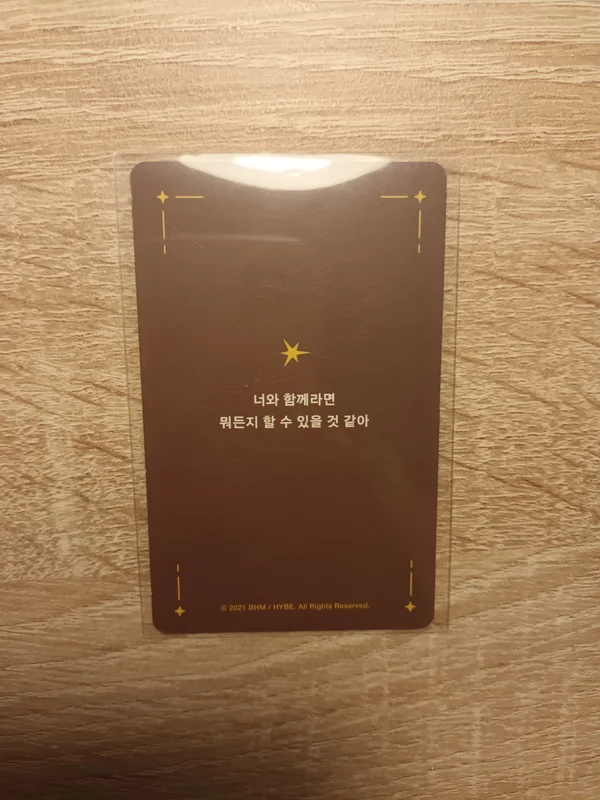 너와 함께라면
뭐든지 할 수 있을 것 같아
© 2021 BHM / HYBE. All Rights Reserved.